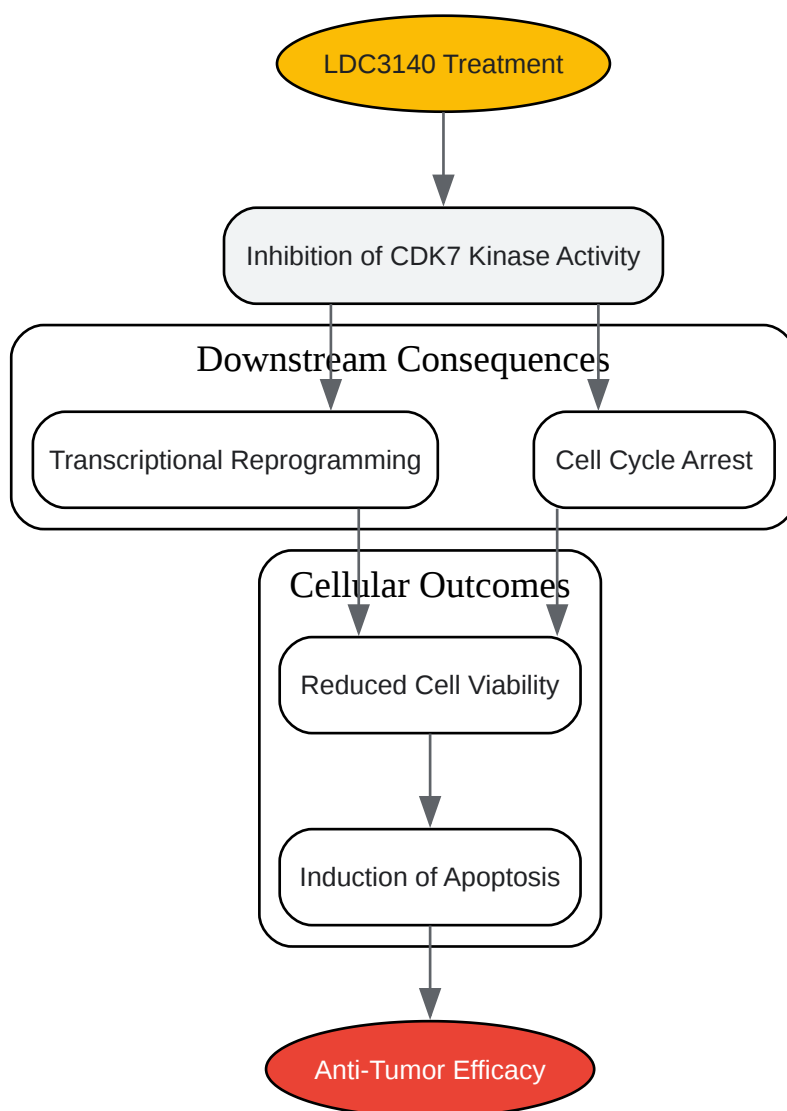 LDC3140 Treatment
Inhibition of CDK7 Kinase Activity
Downstream Consequences
Transcriptional Reprogramming
Cell Cycle Arrest
Cellular Outcomes
Reduced Cell Viability
Induction of Apoptosis
Anti-Tumor Efficacy